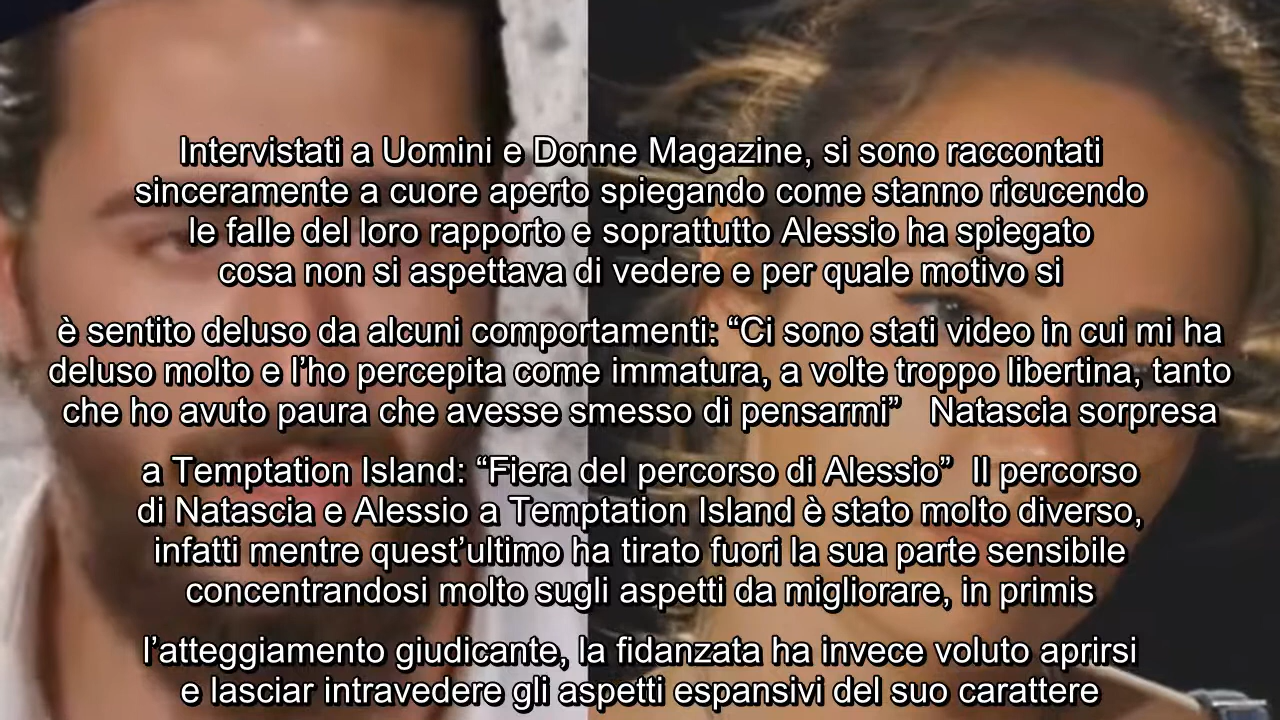 Intervistati a Uomini e Donne Magazine, si sono raccontati
sinceramente a cuore aperto spiegando come stanno ricucendo
le falle del loro rapporto e soprattutto Alessio ha spiegato
cosa non si aspettava di vedere e per quale motivo si
è sentito deluso da alcuni comportamenti: “Ci sono stati video in cui mi ha
deluso molto e l’ho percepita come immatura, a volte troppo libertina, tanto
che ho avuto paura che avesse smesso di pensarmi”   Natascia sorpresa
a Temptation Island: “Fiera del percorso di Alessio”  Il percorso
di Natascia e Alessio a Temptation Island è stato molto diverso,
infatti mentre quest’ultimo ha tirato fuori la sua parte sensibile
concentrandosi molto sugli aspetti da migliorare, in primis
l’atteggiamento giudicante, la fidanzata ha invece voluto aprirsi
e lasciar intravedere gli aspetti espansivi del suo carattere